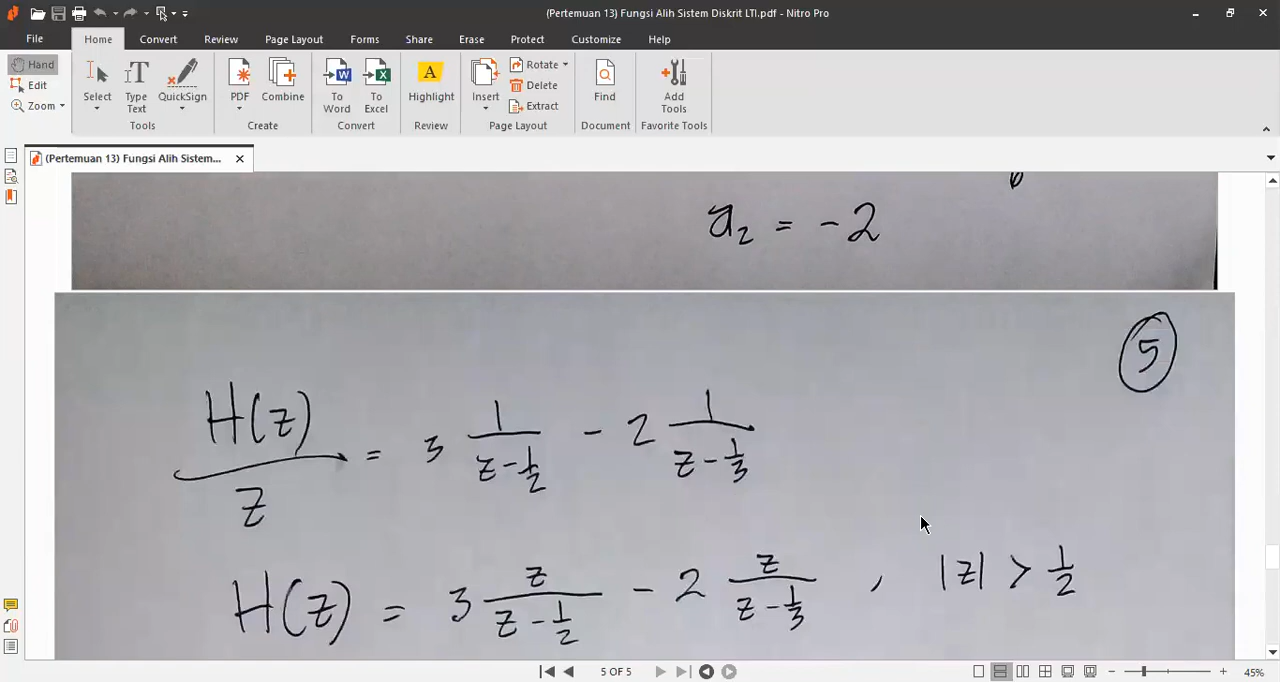 (Pertemuan 13) Fungsi Alih Sistem Diskrit LTI.pdf - Nitro Pro
File Home Convert Review Page Layout Forms Share Erase Protect Customize Help
Hand
Edit
Zoom
Select
Type Text
QuickSign
Tools
PDF
Combine
Create
To Word
To Excel
Convert
Highlight
Review
Insert
Rotate
Delete
Extract
Page Layout
Find
Document
Add Tools
Favorite Tools
(Pertemuan 13) Fungsi Alih Sistem...
a₂ = -2
5
H(z)/z = 3 1/(z-1/2) - 2 1/(z-1/3)
H(z) = 3 z/(z-1/2) - 2 z/(z-1/3) , |z| > 1/2
5 OF 5
45%